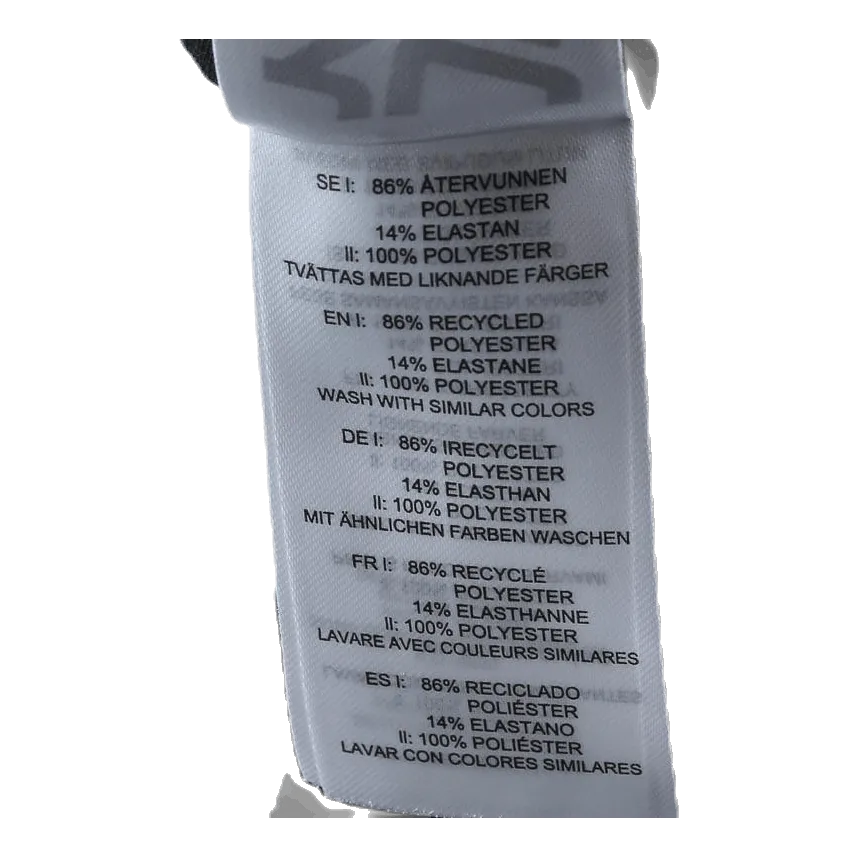 SE I: 86% ÅTERVUNNEN
POLYESTER
14% ELASTAN
II: 100% POLYESTER
TVÄTTAS MED LIKNANDE FÄRGER
EN I: 86% RECYCLED
POLYESTER
14% ELASTANE
II: 100% POLYESTER
WASH WITH SIMILAR COLORS
DE I: 86% IRECYCELT
POLYESTER
14% ELASTHAN
II: 100% POLYESTER
MIT ÄHNLICHEN FARBEN WASCHEN
FR I: 86% RECYCLÉ
POLYESTER
14% ELASTHANNE
II: 100% POLYESTER
LAVARE AVEC COULEURS SIMILARES
ES I: 86% RECICLADO
POLIÉSTER
14% ELASTANO
II: 100% POLIÉSTER
LAVAR CON COLORES SIMILARES